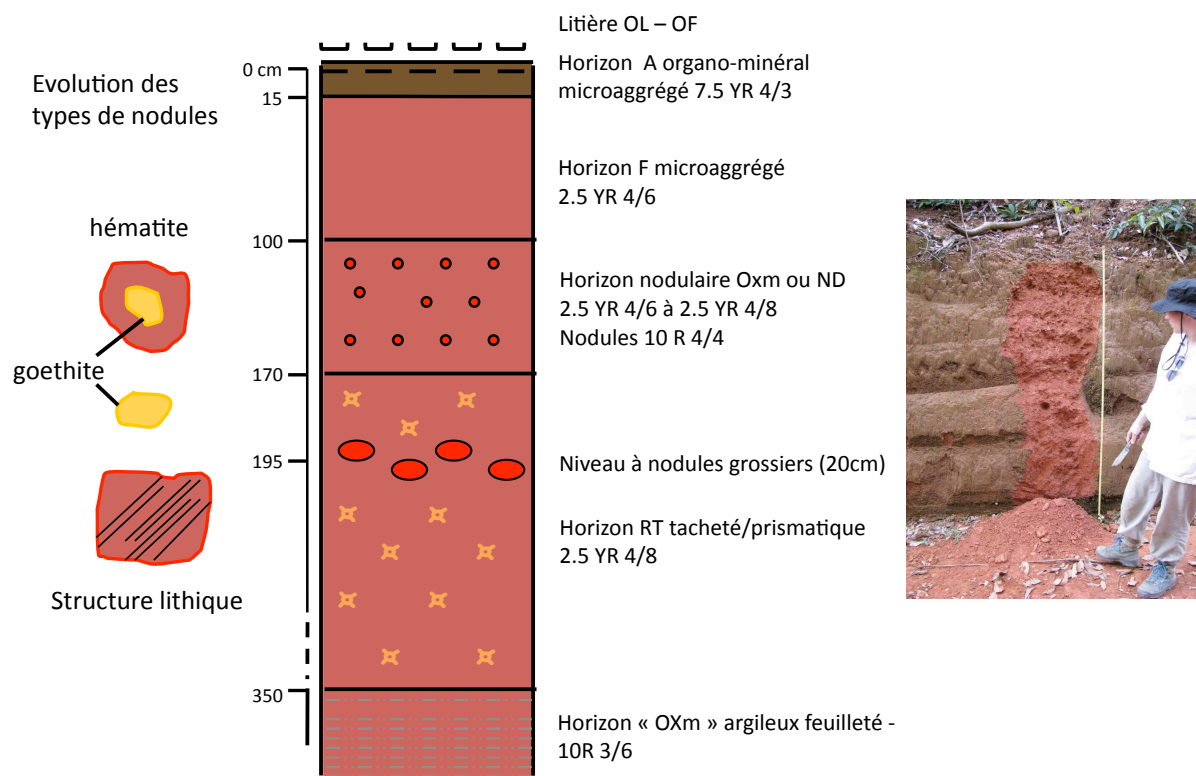 Litière OL – OF
Horizon A organo-minéral
microaggrégé 7.5 YR 4/3
Evolution des
types de nodules
0 cm
15
Horizon F microaggrégé
2.5 YR 4/6
hématite
100
Horizon nodulaire Oxm ou ND
2.5 YR 4/6 à 2.5 YR 4/8
Nodules 10 R 4/4
goethite
170
195
Niveau à nodules grossiers (20cm)
Horizon RT tacheté/prismatique
2.5 YR 4/8
Structure lithique
350
Horizon « OXm » argileux feuilleté -
10R 3/6